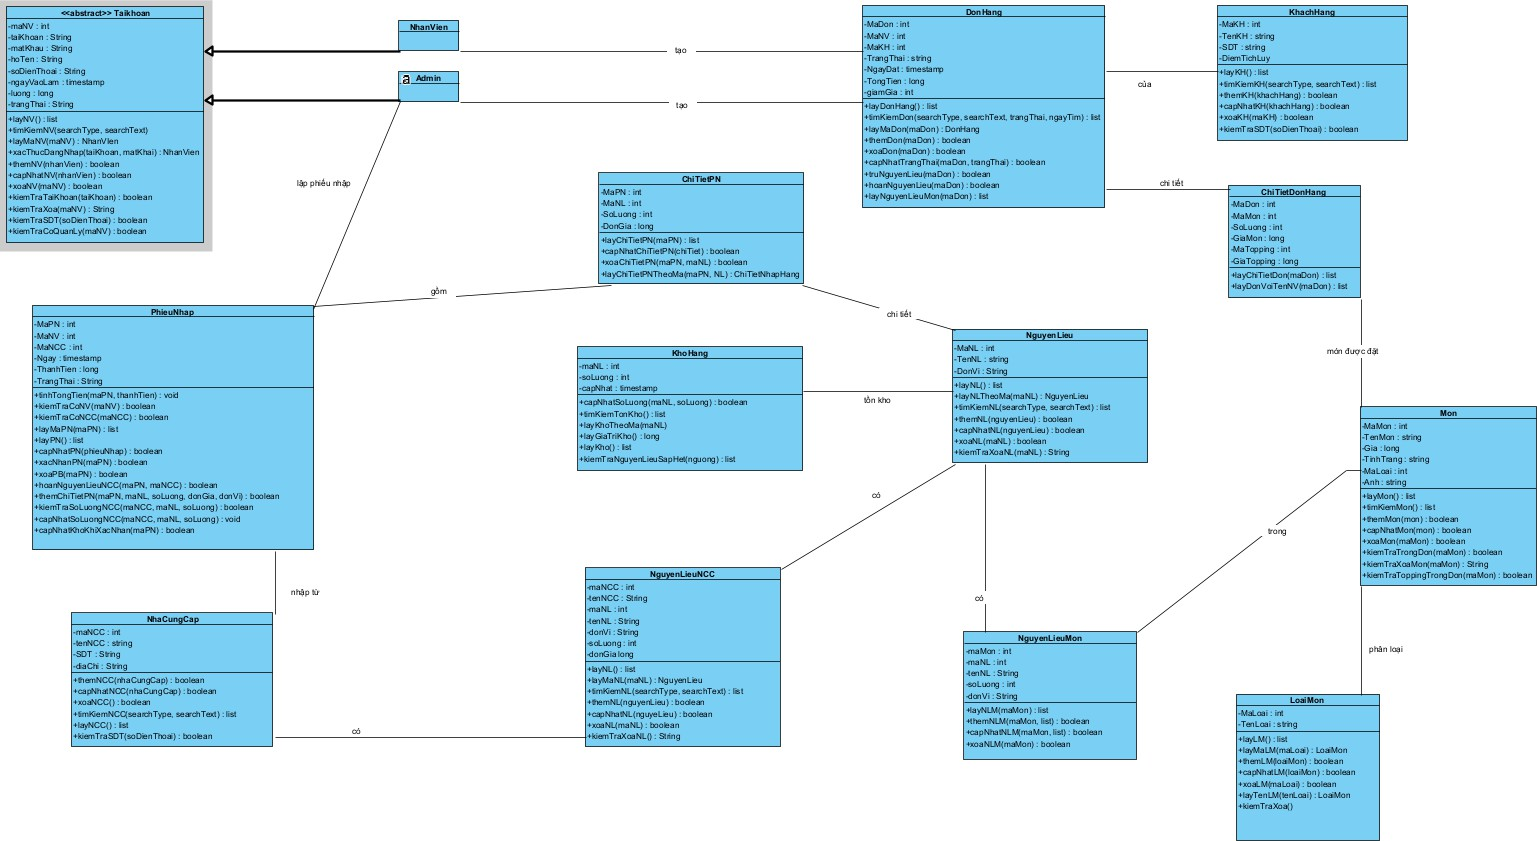 <<abstract>> Taikhoan
-maNV : int
-taiKhoan : String
-matKhau : String
-hoTen : String
-soDienThoai : String
-ngayVaoLam : timestamp
-luong : long
-trangThai : String
+layNV() : list
+timKiemNV(searchType, searchText)
+layMaNV(maNV) : NhanVIen
+xacThucDangNhap(taiKhoan, matKhai) : NhanVien
+themNV(nhanVien) : boolean
+capNhatNV(nhanVien) : boolean
+xoaNV(maNV) : boolean
+kiemTraTaiKhoan(taiKhoan) : boolean
+kiemTraXoa(maNV) : String
+kiemTraSDT(soDienThoai) : boolean
+kiemTraCoQuanLy(maNV) : boolean
NhanVien
a Admin
tạo
tạo
lập phiếu nhập
DonHang
-MaDon : int
-MaNV : int
-MaKH : int
-TrangThai : string
-NgayDat : timestamp
-TongTien : long
-giamGia : int
+layDonHang() : list
+timKiemDon(searchType, searchText, trangThai, ngayTim) : list
+layMaDon(maDon) : DonHang
+themDon(maDon) : boolean
+xoaDon(maDon) : boolean
+capNhatTrangThai(maDon, trangThai) : boolean
+truNguyenLieu(maDon) : boolean
+hoanNguyenLieu(maDon) : boolean
+layNguyenLieuMon(maDon) : list
của
KhachHang
-MaKH : int
-TenKH : string
-SDT : string
-DiemTichLuy
+layKH() : list
+timKiemKH(searchType, searchText) : list
+themKH(khachHang) : boolean
+capNhatKH(khachHang) : boolean
+xoaKH(maKH) : boolean
+kiemTraSDT(soDienThoai) : boolean
chi tiết
ChiTietDonHang
-MaDon : int
-MaMon : int
-SoLuong : int
-GiaMon : long
-MaTopping : int
-GiaTopping : long
+layChiTietDon(maDon) : list
+layDonVoiTenNV(maDon) : list
ChiTietPN
-MaPN : int
-MaNL : int
-SoLuong : int
-DonGia : long
+layChiTietPN(maPN) : list
+capNhatChiTietPN(chiTiet) : boolean
+xoaChiTietPN(maPN, maNL) : boolean
+layChiTietPNTheoMa(maPN, NL) : ChiTietNhapHang
gồm
chi tiết
món được đặt
PhieuNhap
-MaPN : int
-MaNV : int
-MaNCC : int
-Ngay : timestamp
-ThanhTien : long
-TrangThai : String
+tinhTongTien(maPN, thanhTien) : void
+kiemTraCoNV(maNV) : boolean
+kiemTraCoNCC(maNCC) : boolean
+layMaPN(maPN) : list
+layPN() : list
+capNhatPN(phieuNhap) : boolean
+xacNhanPN(maPN) : boolean
+xoaPB(maPN) : boolean
+hoanNguyenLieuNCC(maPN, maNCC) : boolean
+themChiTietPN(maPN, maNL, soLuong, donGia, donVi) : boolean
+kiemTraSoLuongNCC(maNCC, maNL, soLuong) : boolean
+capNhatSoLuongNCC(maNCC, maNL, soLuong) : void
+capNhatKhoKhiXacNhan(maPN) : boolean
KhoHang
-maNL : int
-soLuong : int
-capNhat : timestamp
+capNhatSoLuong(maNL, soLuong) : boolean
+timKiemTonKho() : list
+layKhoTheoMa(maNL)
+layGiaTriKho() : long
+layKho() : list
+kiemTraNguyenLieuSapHet(nguong) : list
tồn kho
NguyenLieu
-MaNL : int
-TenNL : string
-DonVi : String
+layNL() : list
+layNLTheoMa(maNL) : NguyenLieu
+timKiemNL(searchType, searchText) : list
+themNL(nguyenLieu) : boolean
+capNhatNL(nguyenLieu) : boolean
+xoaNL(maNL) : boolean
+kiemTraXoaNL(maNL) : String
Mon
-MaMon : int
-TenMon : string
-Gia : long
-TinhTrang : string
-MaLoai : int
-Anh : string
+layMon() : list
+timKiemMon() : list
+themMon(mon) : boolean
+capNhatMon(mon) : boolean
+xoaMon(maMon) : boolean
+kiemTraTrongDon(maMon) : boolean
+kiemTraXoaMon(maMon) : String
+kiemTraToppingTrongDon(maMon) : boolean
có
trong
có
nhập từ
phân loại
NhaCungCap
-maNCC : int
-tenNCC : string
-SDT : String
-diaChi : String
+themNCC(nhaCungCap) : boolean
+capNhatNCC(nhaCungCap) : boolean
+xoaNCC() : boolean
+timKiemNCC(searchType, searchText) : list
+layNCC() : list
+kiemTraSDT(soDienThoai) : boolean
có
NguyenLieuNCC
-maNCC : int
-tenNCC : String
-maNL : int
-tenNL : String
-donVi : String
-soLuong : int
-donGia long
+layNL() : list
+layMaNL(maNL) : NguyenLieu
+timKiemNL(searchType, searchText) : list
+themNL(nguyenLieu) : boolean
+capNhatNL(nguyeLieu) : boolean
+xoaNL(maNL) : boolean
+kiemTraXoaNL() : String
NguyenLieuMon
-maMon : int
-maNL : int
-tenNL : String
-soLuong : int
-donVi : String
+layNLM(maMon) : list
+themNLM(maMon, list) : boolean
+capNhatNLM(maMon, list) : boolean
+xoaNLM(maMon) : boolean
LoaiMon
-MaLoai : int
-TenLoai : string
+layLM() : list
+layMaLM(maLoai) : LoaiMon
+themLM(loaiMon) : boolean
+capNhatLM(loaiMon) : boolean
+xoaLM(maLoai) : boolean
+layTenLM(tenLoai) : LoaiMon
+kiemTraXoa()